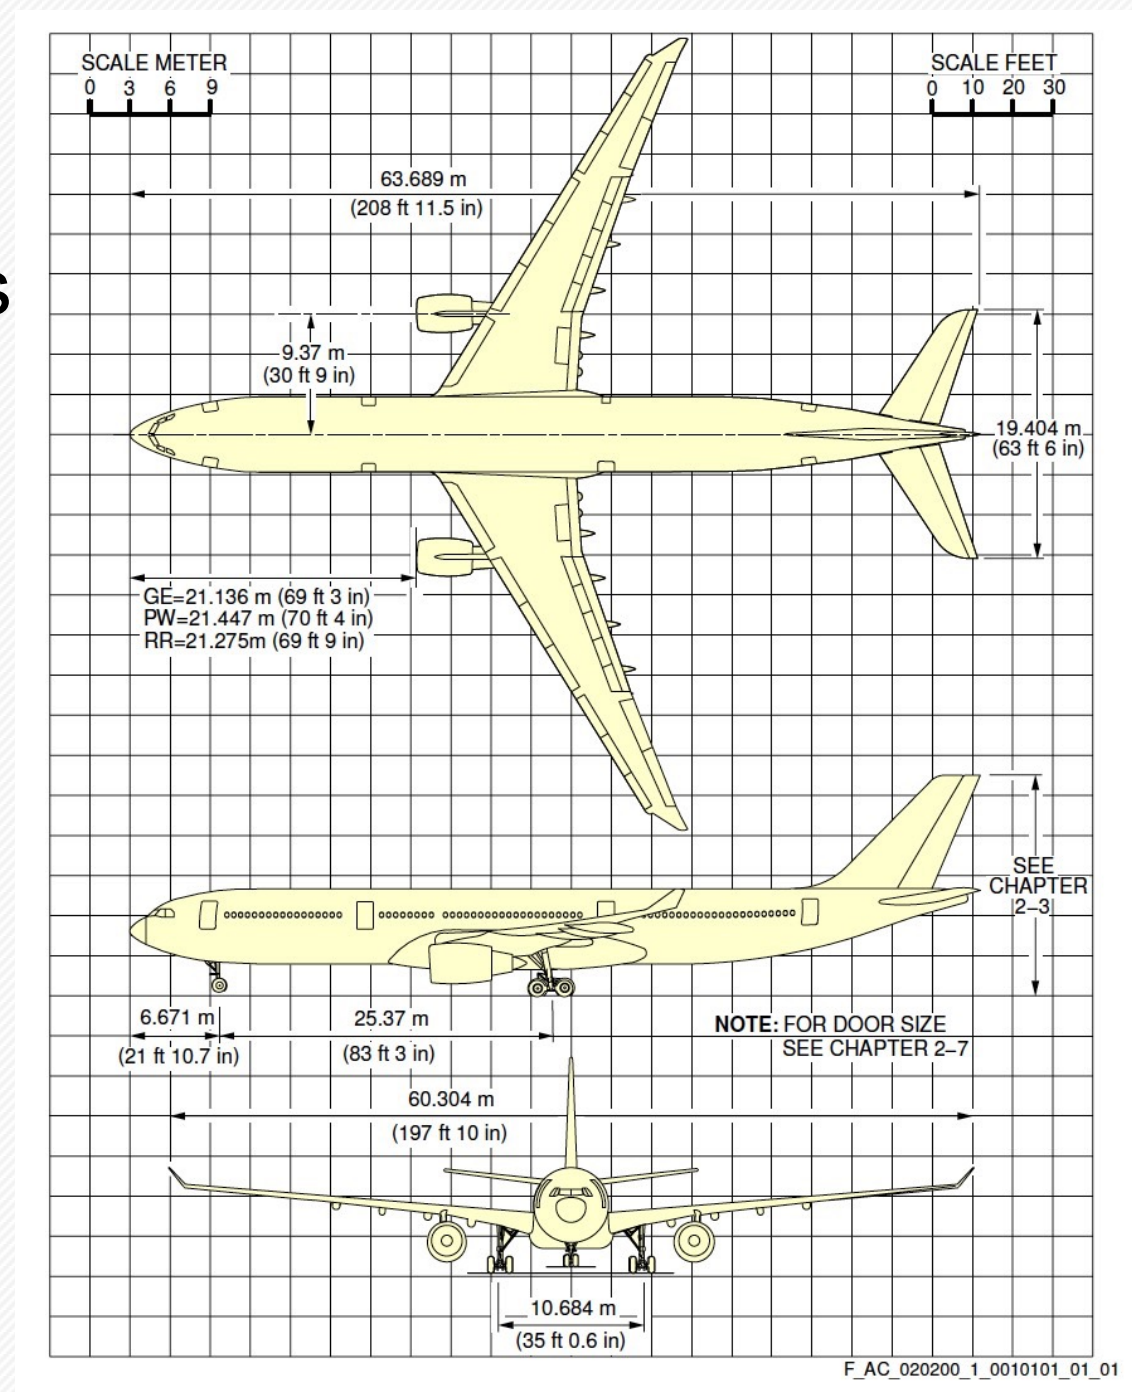 SCALE METER
0 3 6 9
SCALE FEET
0 10 20 30
63.689 m
(208 ft 11.5 in)
s
9.37 m
(30 ft 9 in)
19.404 m
(63 ft 6 in)
GE=21.136 m (69 ft 3 in)
PW=21.447 m (70 ft 4 in)
RR=21.275m (69 ft 9 in)
SEE
CHAPTER
2–3
6.671 m
(21 ft 10.7 in)
25.37 m
(83 ft 3 in)
NOTE: FOR DOOR SIZE
SEE CHAPTER 2–7
60.304 m
(197 ft 10 in)
10.684 m
(35 ft 0.6 in)
F_AC_020200_1_0010101_01_01